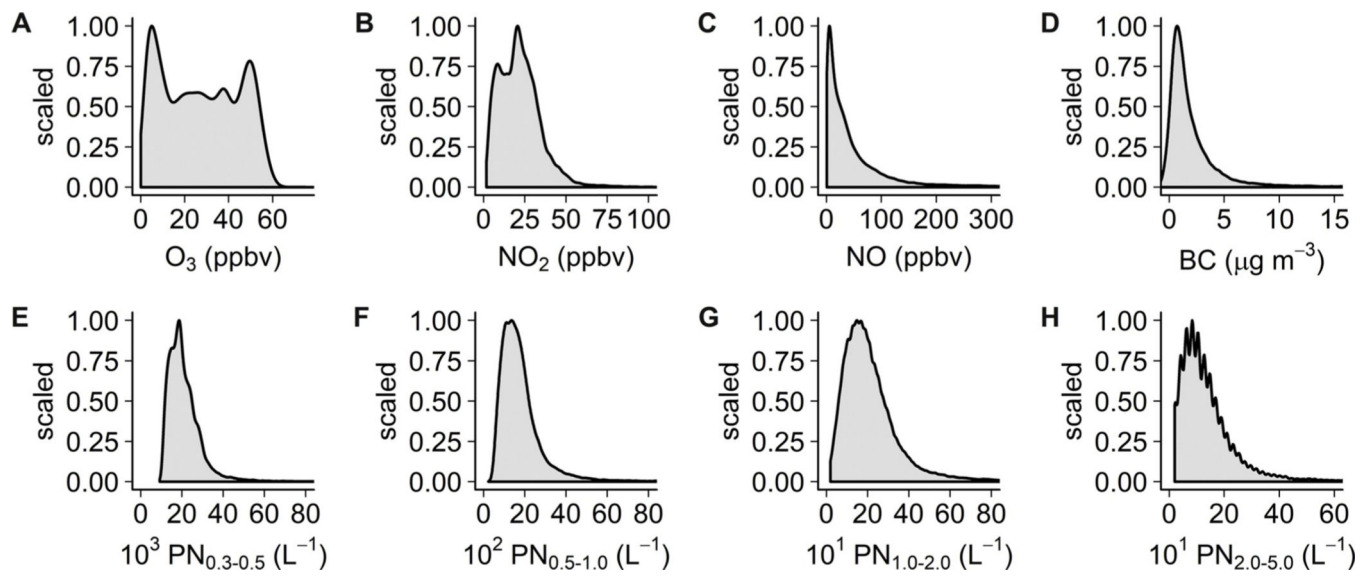 A
1.00
0.75
0.50
0.25
0.00
scaled
0 20 40 60
O₃ (ppbv)
B
1.00
0.75
0.50
0.25
0.00
scaled
0 25 50 75 100
NO₂ (ppbv)
C
1.00
0.75
0.50
0.25
0.00
scaled
0 100 200 300
NO (ppbv)
D
1.00
0.75
0.50
0.25
0.00
scaled
0 5 10 15
BC (μg m⁻³)
E
1.00
0.75
0.50
0.25
0.00
scaled
0 20 40 60 80
10³ PN₀.₃₋₀.₅ (L⁻¹)
F
1.00
0.75
0.50
0.25
0.00
scaled
0 20 40 60 80
10² PN₀.₅₋₁.₀ (L⁻¹)
G
1.00
0.75
0.50
0.25
0.00
scaled
0 20 40 60 80
10¹ PN₁.₀₋₂.₀ (L⁻¹)
H
1.00
0.75
0.50
0.25
0.00
scaled
0 20 40 60
10¹ PN₂.₀₋₅.₀ (L⁻¹)